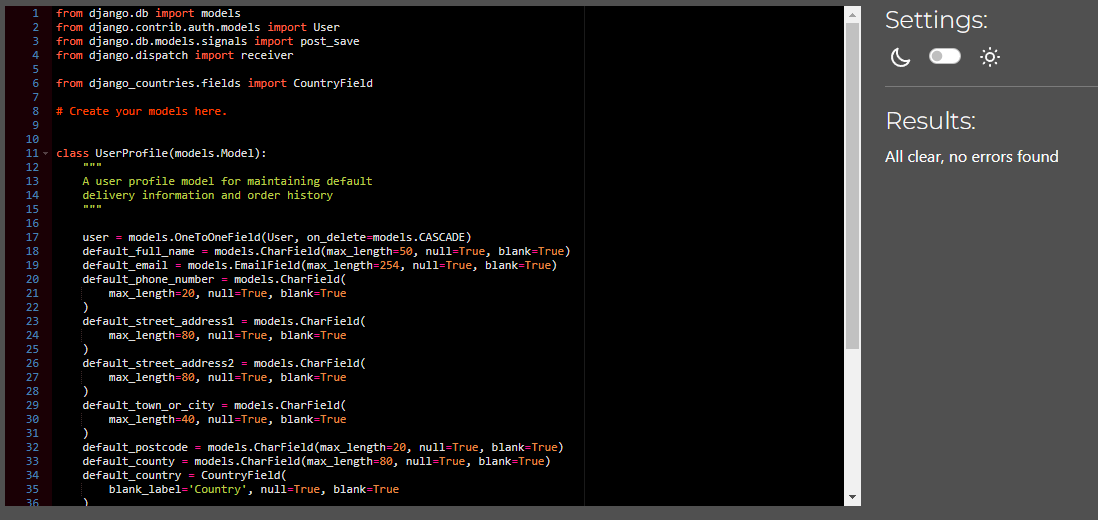 1 from django.db import models
2 from django.contrib.auth.models import User
3 from django.db.models.signals import post_save
4 from django.dispatch import receiver
5
6 from django_countries.fields import CountryField
7
8 # Create your models here.
9
10
11 class UserProfile(models.Model):
12     """
13     A user profile model for maintaining default
14     delivery information and order history
15     """
16
17     user = models.OneToOneField(User, on_delete=models.CASCADE)
18     default_full_name = models.CharField(max_length=50, null=True, blank=True)
19     default_email = models.EmailField(max_length=254, null=True, blank=True)
20     default_phone_number = models.CharField(
21         max_length=20, null=True, blank=True
22     )
23     default_street_address1 = models.CharField(
24         max_length=80, null=True, blank=True
25     )
26     default_street_address2 = models.CharField(
27         max_length=80, null=True, blank=True
28     )
29     default_town_or_city = models.CharField(
30         max_length=40, null=True, blank=True
31     )
32     default_postcode = models.CharField(max_length=20, null=True, blank=True)
33     default_county = models.CharField(max_length=80, null=True, blank=True)
34     default_country = CountryField(
35         blank_label='Country', null=True, blank=True
36     )
Settings:
Results:
All clear, no errors found